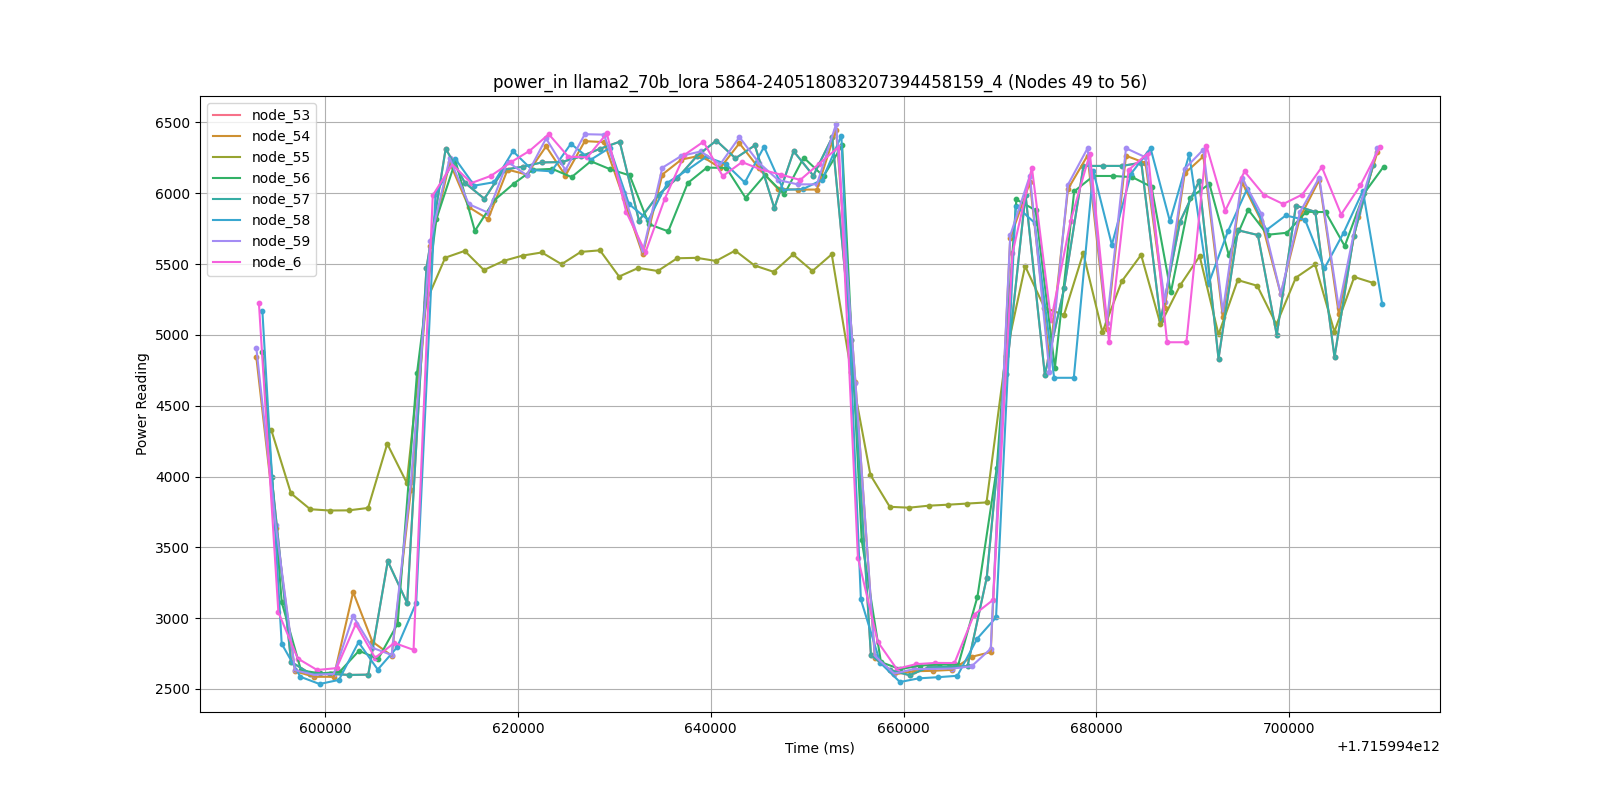 power_in llama2_70b_lora 5864-240518083207394458159_4 (Nodes 49 to 56)
node_53
node_54
node_55
node_56
node_57
node_58
node_59
node_6
6500
6000
5500
5000
4500
4000
3500
3000
2500
Power Reading
600000 620000 640000 660000 680000 700000
Time (ms)
+1.715994e12